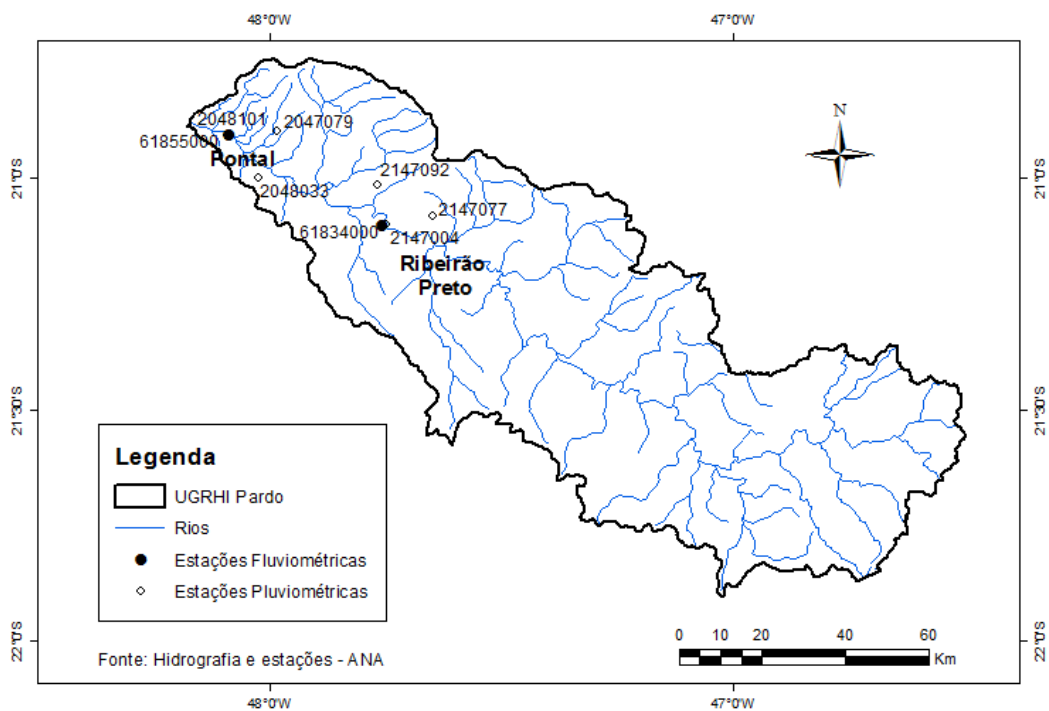 48°0'W 47°0'W
N
2048101
2047079
61855000
Pontal
21°0'S 21°0'S
2147092
2048033
2147077
61834000
2147004
Ribeirão
Preto
21°30'S 21°30'S
Legenda
UGRHI Pardo
Rios
Estações Fluviométricas
Estações Pluviométricas
0 10 20 40 60
Km
22°0'S 22°0'S
Fonte: Hidrografia e estações - ANA
48°0'W 47°0'W